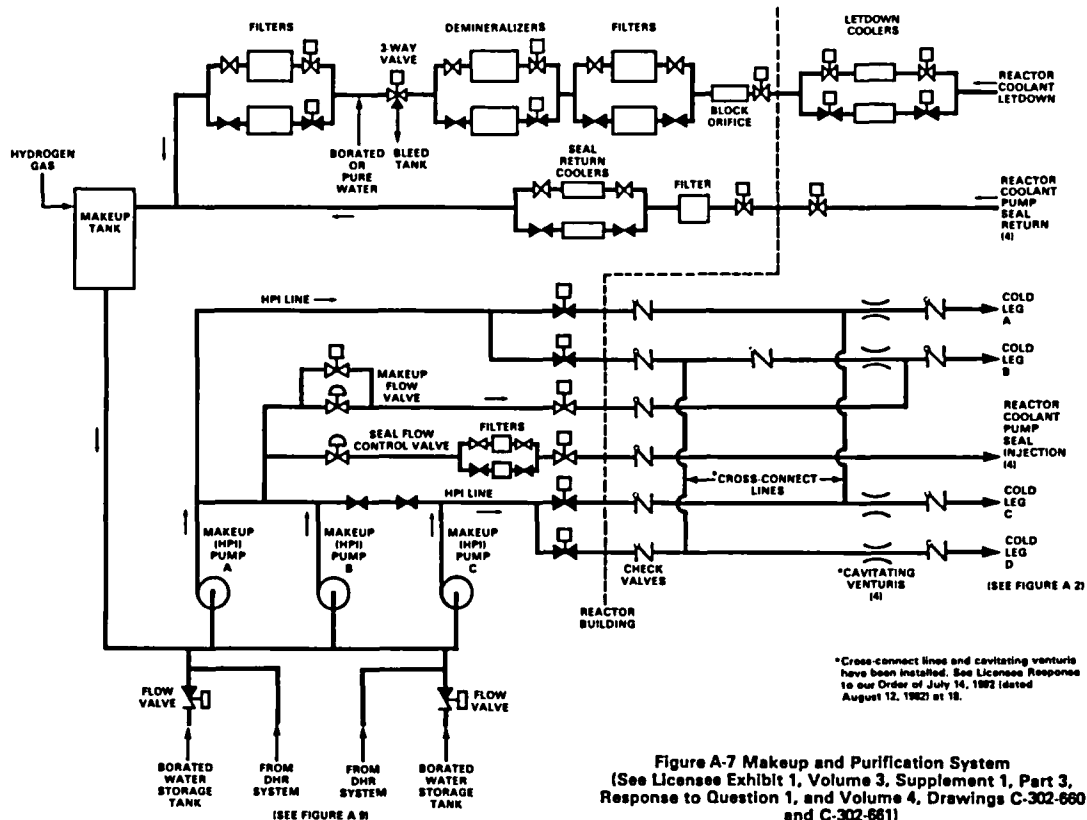 FILTERS
3-WAY
VALVE
DEMINERALIZERS
FILTERS
LETDOWN
COOLERS
REACTOR
COOLANT
LETDOWN
BLOCK
ORIFICE
BORATED
OR
PURE
WATER
BLEED
TANK
HYDROGEN
GAS
MAKEUP
TANK
SEAL
RETURN
COOLERS
FILTER
REACTOR
COOLANT
PUMP
SEAL
RETURN
(4)
HPI LINE
COLD
LEG
A
COLD
LEG
B
MAKEUP
FLOW
VALVE
SEAL FLOW
CONTROL VALVE
FILTERS
REACTOR
COOLANT
PUMP
SEAL
INJECTION
(4)
*CROSS-CONNECT
LINES
HPI LINE
COLD
LEG
C
MAKEUP
(HPI)
PUMP
A
MAKEUP
(HPI)
PUMP
B
MAKEUP
(HPI)
PUMP
C
CHECK
VALVES
*CAVITATING
VENTURIS
(4)
COLD
LEG
D
(SEE FIGURE A 2)
REACTOR
BUILDING
FLOW
VALVE
FLOW
VALVE
BORATED
WATER
STORAGE
TANK
FROM
DHR
SYSTEM
FROM
DHR
SYSTEM
BORATED
WATER
STORAGE
TANK
(SEE FIGURE A 9)
*Cross-connect lines and cavitating venturis
have been installed. See Licensee Response
to our Order of July 14, 1982 (dated
August 12, 1982) at 18.
Figure A-7 Makeup and Purification System
(See Licensee Exhibit 1, Volume 3, Supplement 1, Part 3,
Response to Question 1, and Volume 4, Drawings C-302-660
and C-302-661)